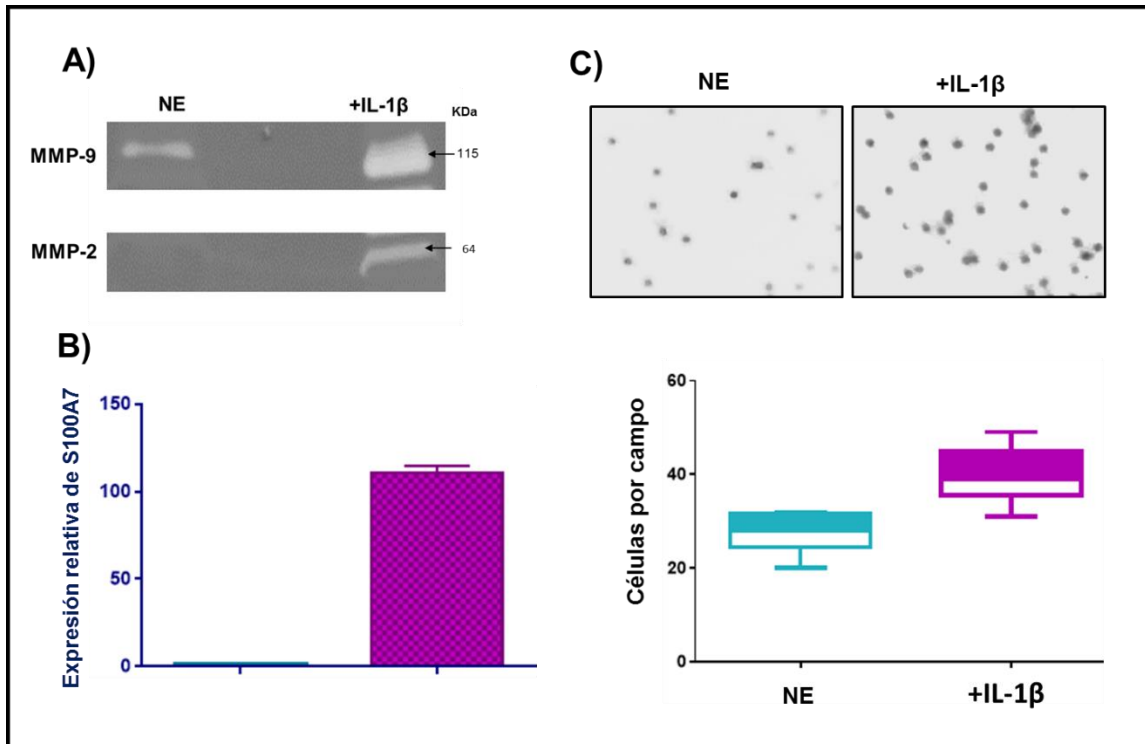 A)
NE
+IL-1β
KDa
MMP-9
115
MMP-2
64
B)
Expresión relativa de S100A7
150
100
50
0
C)
NE
+IL-1β
Células por campo
60
40
20
0
NE
+IL-1β